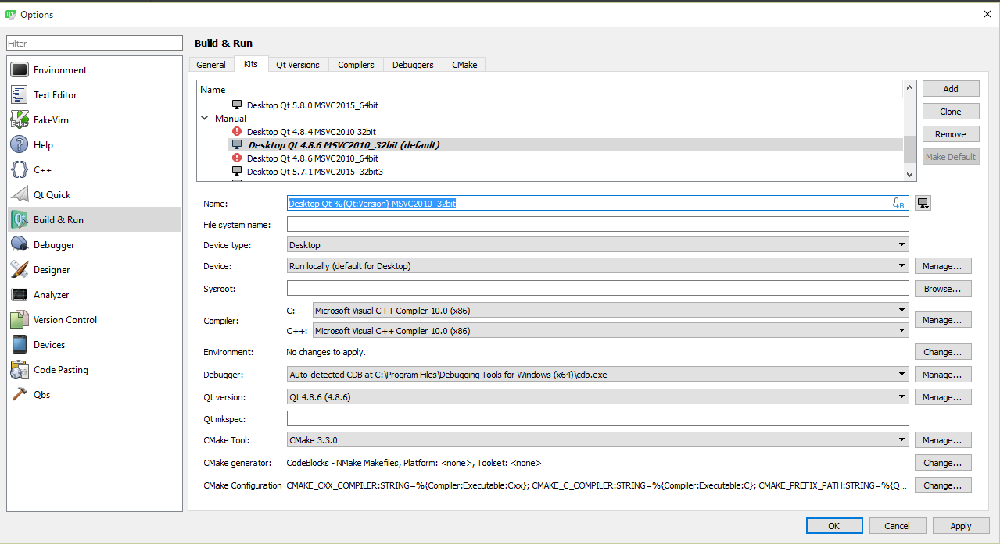 Options
Filter
Environment
Text Editor
FakeVim
Help
C++
Qt Quick
Build & Run
Debugger
Designer
Analyzer
Version Control
Devices
Code Pasting
Qbs
Build & Run
General Kits Qt Versions Compilers Debuggers CMake
Name
Desktop Qt 5.8.0 MSVC2015_64bit
Manual
Desktop Qt 4.8.4 MSVC2010 32bit
Desktop Qt 4.8.6 MSVC2010_32bit (default)
Desktop Qt 4.8.6 MSVC2010_64bit
Desktop Qt 5.7.1 MSVC2015_32bit3
Add
Clone
Remove
Make Default
Name: Desktop Qt %{Qt:Version} MSVC2010_32bit
File system name:
Device type: Desktop
Device: Run locally (default for Desktop) Manage...
Sysroot: Browse...
Compiler: C: Microsoft Visual C++ Compiler 10.0 (x86)
C++: Microsoft Visual C++ Compiler 10.0 (x86) Manage...
Environment: No changes to apply. Change...
Debugger: Auto-detected CDB at C:\Program Files\Debugging Tools for Windows (x64)\cdb.exe Manage...
Qt version: Qt 4.8.6 (4.8.6) Manage...
Qt mkspec:
CMake Tool: CMake 3.3.0 Manage...
CMake generator: CodeBlocks - NMake Makefiles, Platform: <none>, Toolset: <none> Change...
CMake Configuration CMAKE_CXX_COMPILER:STRING=%{Compiler:Executable:Cxx}; CMAKE_C_COMPILER:STRING=%{Compiler:Executable:C}; CMAKE_PREFIX_PATH:STRING=%{Q... Change...
OK Cancel Apply